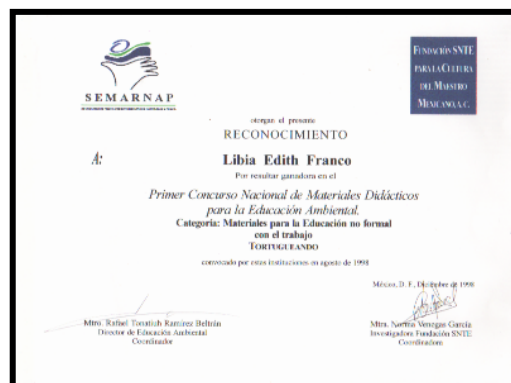 SEMARNAP
FUNDACIÓN SNTE
PARA LA CULTURA
DEL MAESTRO
MEXICANO, A. C.
otorgan el presente
RECONOCIMIENTO
A:
Libia Edith Franco
Por resultar ganadora en el
Primer Concurso Nacional de Materiales Didácticos
para la Educación Ambiental.
Categoría: Materiales para la Educación no formal
con el trabajo
TORTUGUEANDO
convocado por estas instituciones en agosto de 1998
México, D. F., Diciembre de 1998
Mtro. Rafael Tonatiuh Ramírez Beltrán
Director de Educación Ambiental
Coordinador
Mtra. Norma Venegas García
Investigadora Fundación SNTE
Coordinadora